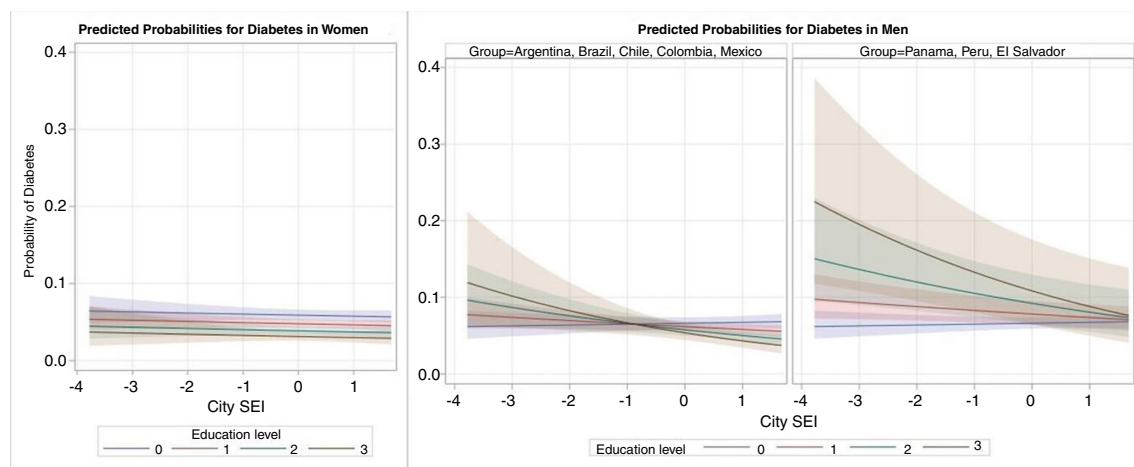 Predicted Probabilities for Diabetes in Women
Probability of Diabetes
0.4
0.3
0.2
0.1
0.0
-4 -3 -2 -1 0 1
City SEI
Education level
0 1 2 3
Predicted Probabilities for Diabetes in Men
Group=Argentina, Brazil, Chile, Colombia, Mexico
Group=Panama, Peru, El Salvador
0.4
0.3
0.2
0.1
0.0
-4 -3 -2 -1 0 1
-4 -3 -2 -1 0 1
City SEI
Education level 0 1 2 3